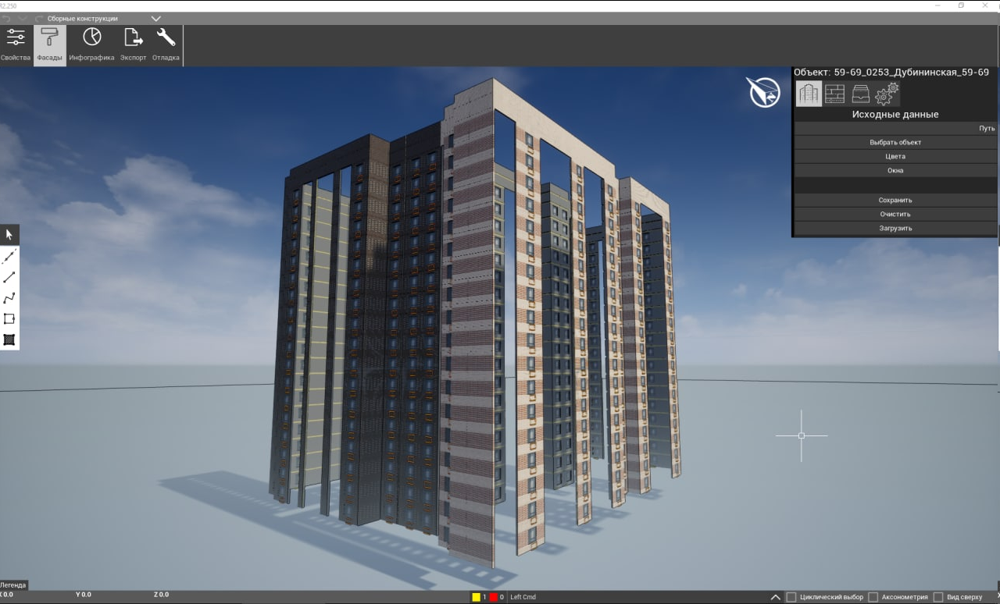 R2.250
Сборные конструкции
Свойства Фасады Инфографика Экспорт Отладка
Объект: 59-69_0253_Дубининская_59-69
Исходные данные
Путь
Выбрать объект
Цвета
Окна
Сохранить
Очистить
Загрузить
Легенда
X 0.0 Y 0.0 Z 0.0 1 0 Left Cmd Циклический выбор Аксонометрия Вид сверху